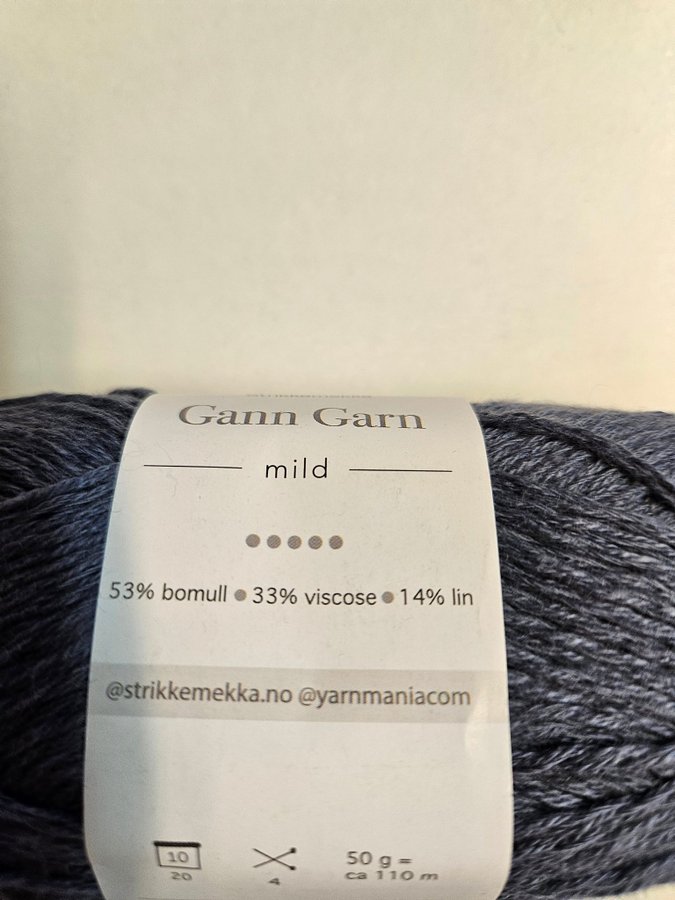 Gann Garn
mild
53% bomull • 33% viscose • 14% lin
@strikkemekka.no @yarnmaniacom
10
20
4
50 g =
ca 110 m